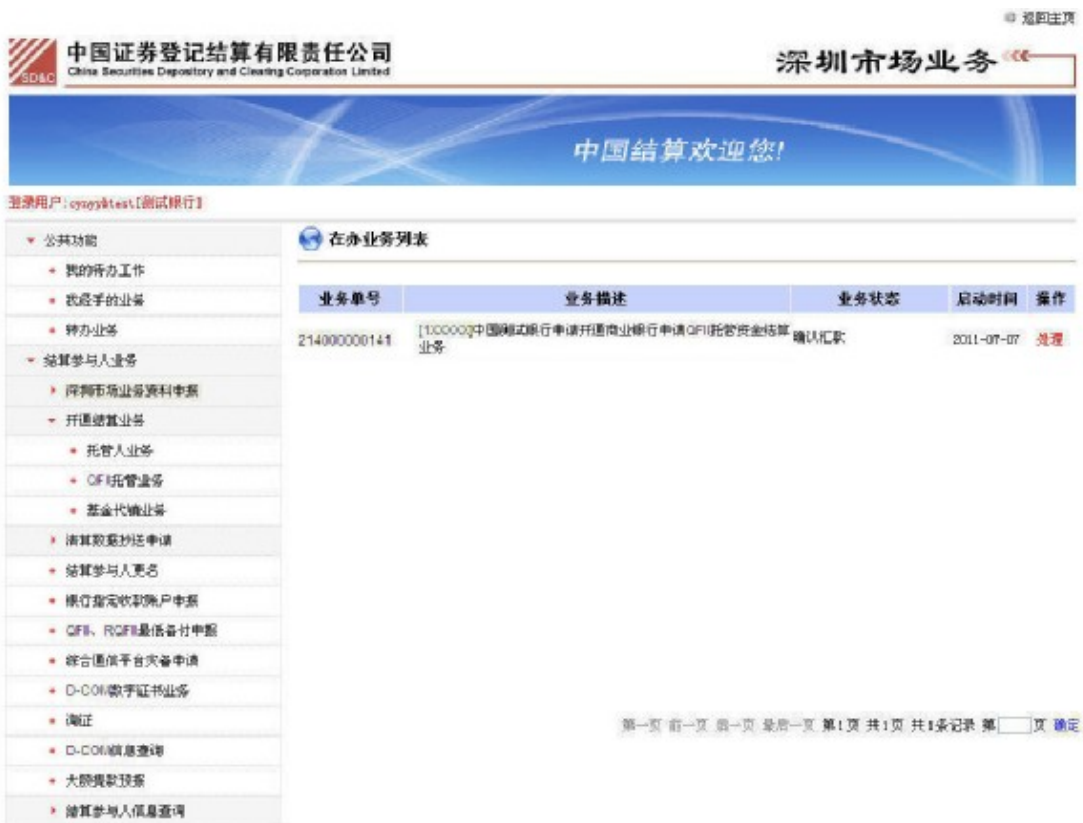 返回主页
中国证券登记结算有限责任公司
China Securities Depository and Clearing Corporation Limited
SD&C
深圳市场业务
中国结算欢迎您!
登录用户:cyzyyhtest[测试银行]
公共功能
我的待办工作
我经手的业务
转办业务
结算参与人业务
深圳市场业务资料申报
开通结算业务
托管人业务
QFII托管业务
基金代销业务
清算数据抄送申请
结算参与人更名
银行指定收款账户申报
QFII、RQFII最低备付申报
综合通信平台灾备申请
D-COM数字证书业务
D-COM信息查询
大额提款预报
结算参与人信息查询
在办业务列表
业务单号 业务描述 业务状态 启动时间 操作
214000000141 中国测试银行申请开通商业银行申请QFII托管资金结算 确认汇款 2011-07-07 处理
业务
第一页 前一页 后一页 最后一页 第1页 共1页 共1条记录 第 页 确定